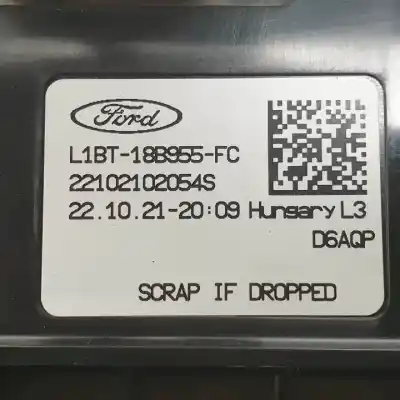 Ford
L1BT-18B955-FC
22102102054S
22.10.21-20:09 Hungary L3
D6AQP
SCRAP IF DROPPED